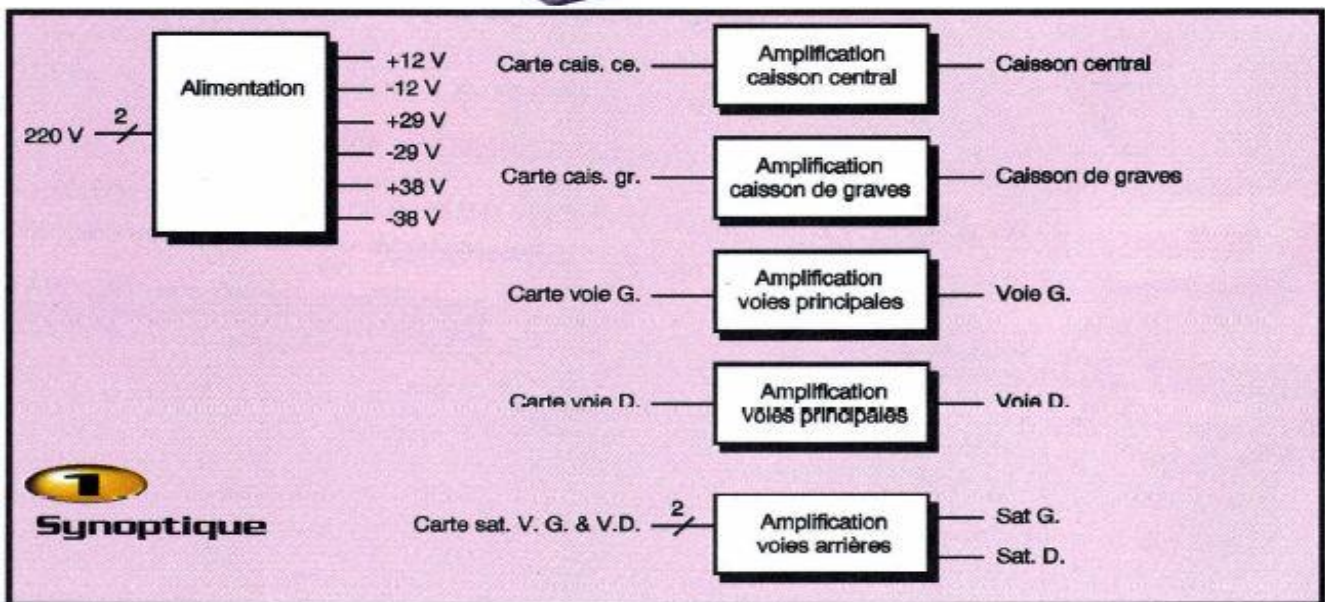 Alimentation
220 V
2
+12 V
-12 V
+29 V
-29 V
+38 V
-38 V
Carte cais. ce.
Amplification
caisson central
Caisson central
Carte cais. gr.
Amplification
caisson de graves
Caisson de graves
Carte voie G.
Amplification
voies principales
Voie G.
Carte voie D.
Amplification
voies principales
Voie D.
Carte sat. V. G. & V.D.
2
Amplification
voies arrières
Sat G.
Sat. D.
1
Synoptique